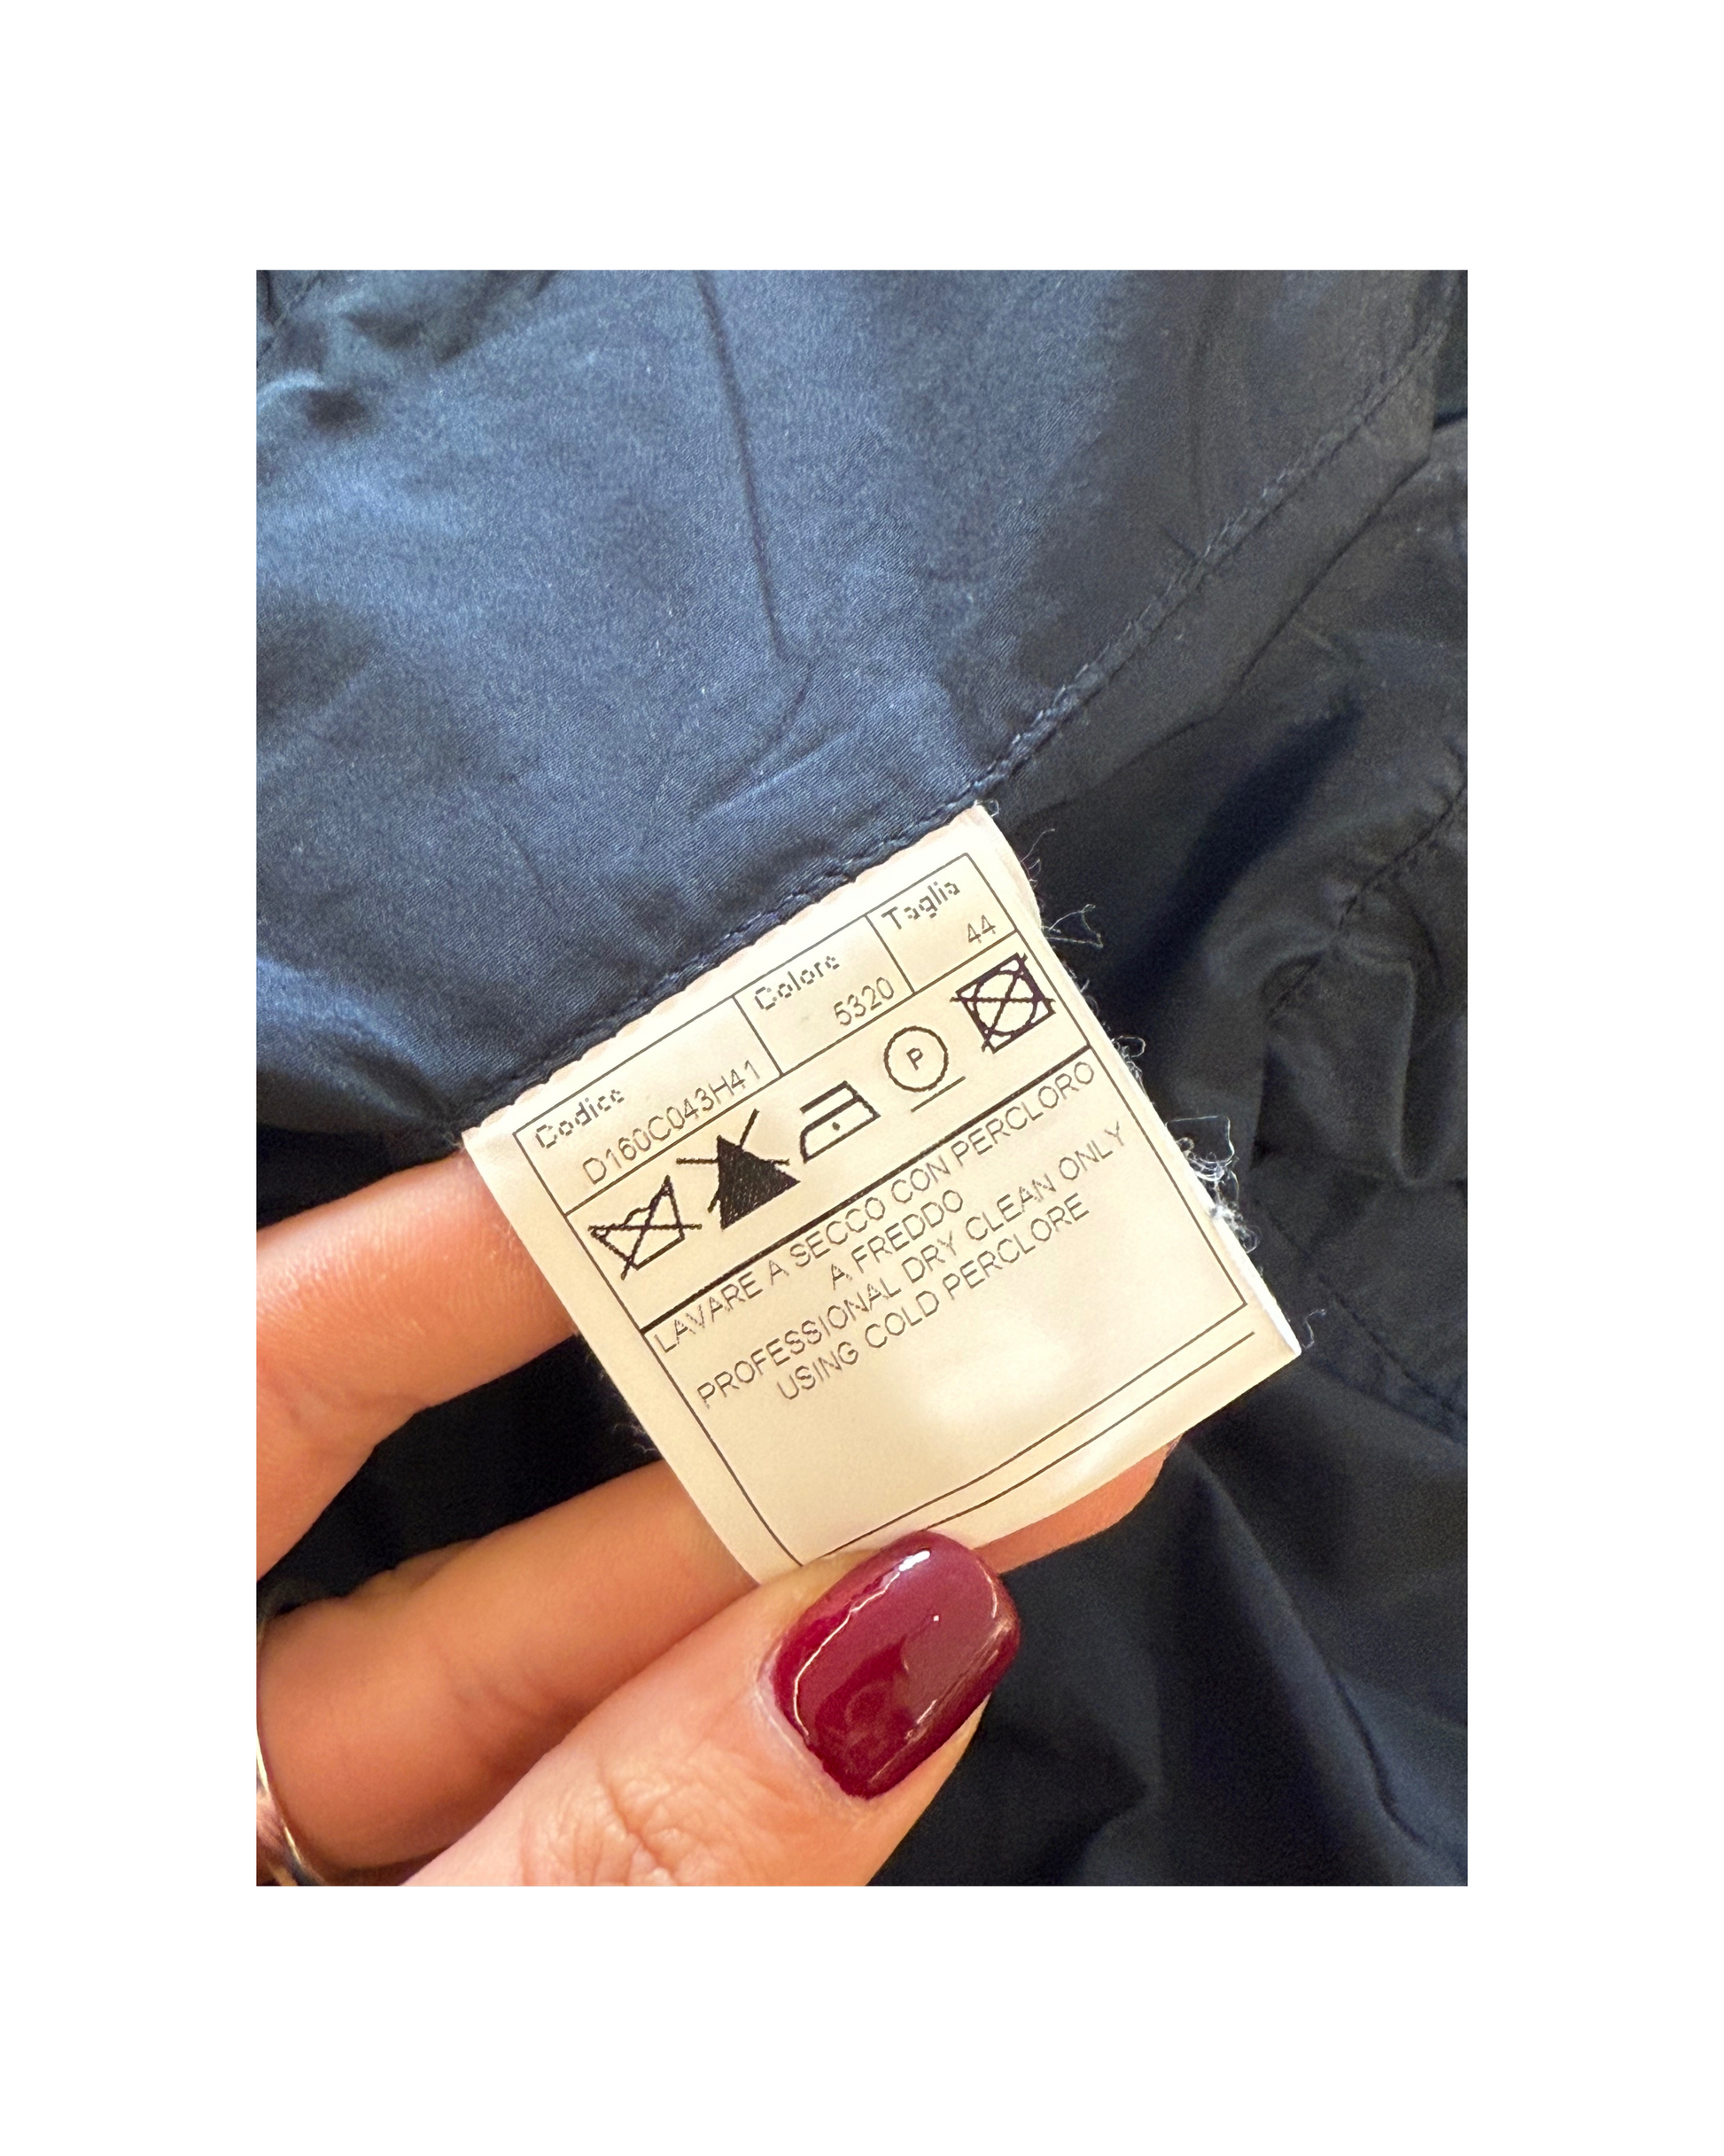 Codice Colore Taglia
D160C043H41 5320 44
P
LAVARE A SECCO CON PERCLORO
A FREDDO
PROFESSIONAL DRY CLEAN ONLY
USING COLD PERCLORE